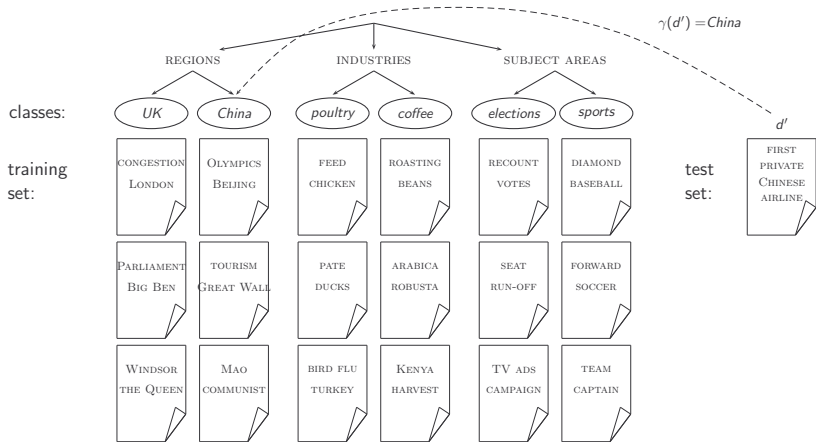 γ(d′) =China
REGIONS INDUSTRIES SUBJECT AREAS
classes: UK China poultry coffee elections sports
d′
training
set:
CONGESTION
LONDON
OLYMPICS
BEIJING
FEED
CHICKEN
ROASTING
BEANS
RECOUNT
VOTES
DIAMOND
BASEBALL
test
set:
FIRST
PRIVATE
CHINESE
AIRLINE
PARLIAMENT
BIG BEN
TOURISM
GREAT WALL
PATE
DUCKS
ARABICA
ROBUSTA
SEAT
RUN-OFF
FORWARD
SOCCER
WINDSOR
THE QUEEN
MAO
COMMUNIST
BIRD FLU
TURKEY
KENYA
HARVEST
TV ADS
CAMPAIGN
TEAM
CAPTAIN